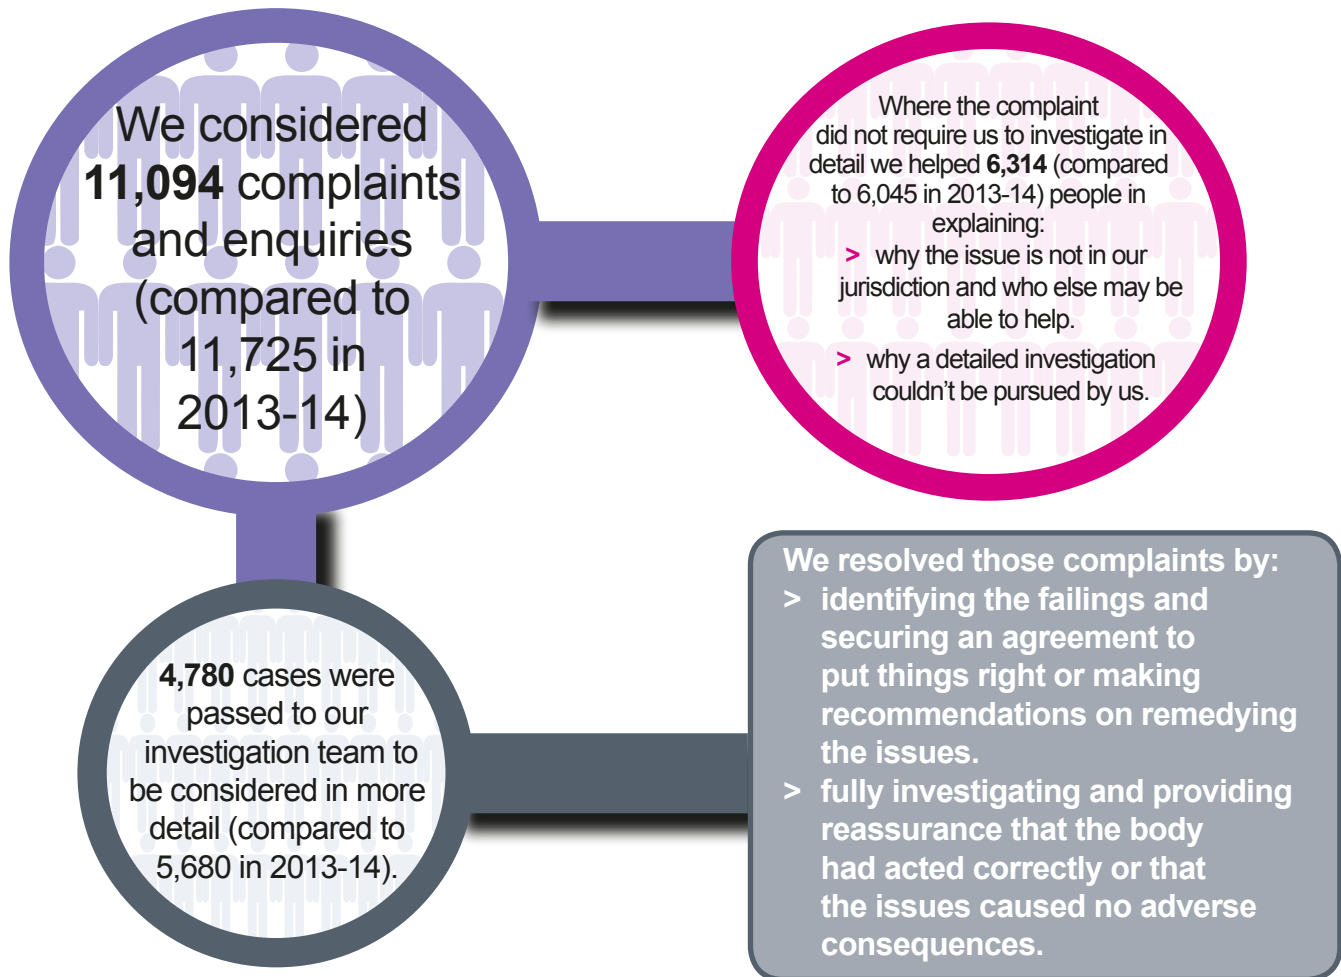 We considered
11,094 complaints
and enquiries
(compared to
11,725 in
2013-14)
Where the complaint
did not require us to investigate in
detail we helped 6,314 (compared
to 6,045 in 2013-14) people in
explaining:
> why the issue is not in our
jurisdiction and who else may be
able to help.
> why a detailed investigation
couldn’t be pursued by us.
4,780 cases were
passed to our
investigation team to
be considered in more
detail (compared to
5,680 in 2013-14).
We resolved those complaints by:
> identifying the failings and
securing an agreement to
put things right or making
recommendations on remedying
the issues.
> fully investigating and providing
reassurance that the body
had acted correctly or that
the issues caused no adverse
consequences.